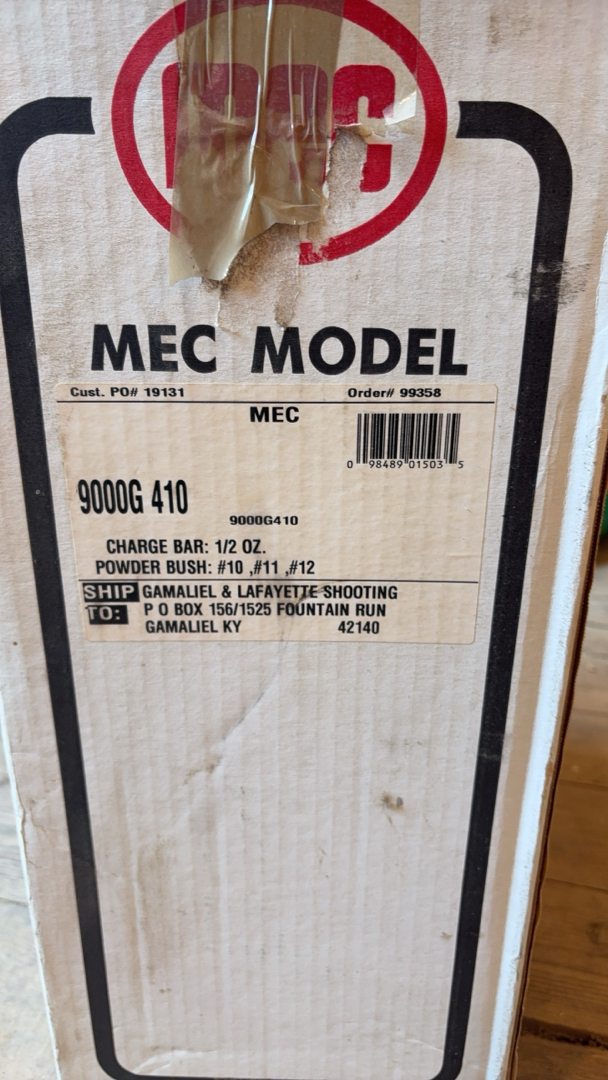 MEC MODEL
Cust. PO# 19131 Order# 99358
MEC
0 98489 01503 5
9000G 410
9000G410
CHARGE BAR: 1/2 OZ.
POWDER BUSH: #10 ,#11 ,#12
SHIP TO: GAMALIEL & LAFAYETTE SHOOTING
P O BOX 156/1525 FOUNTAIN RUN
GAMALIEL KY 42140